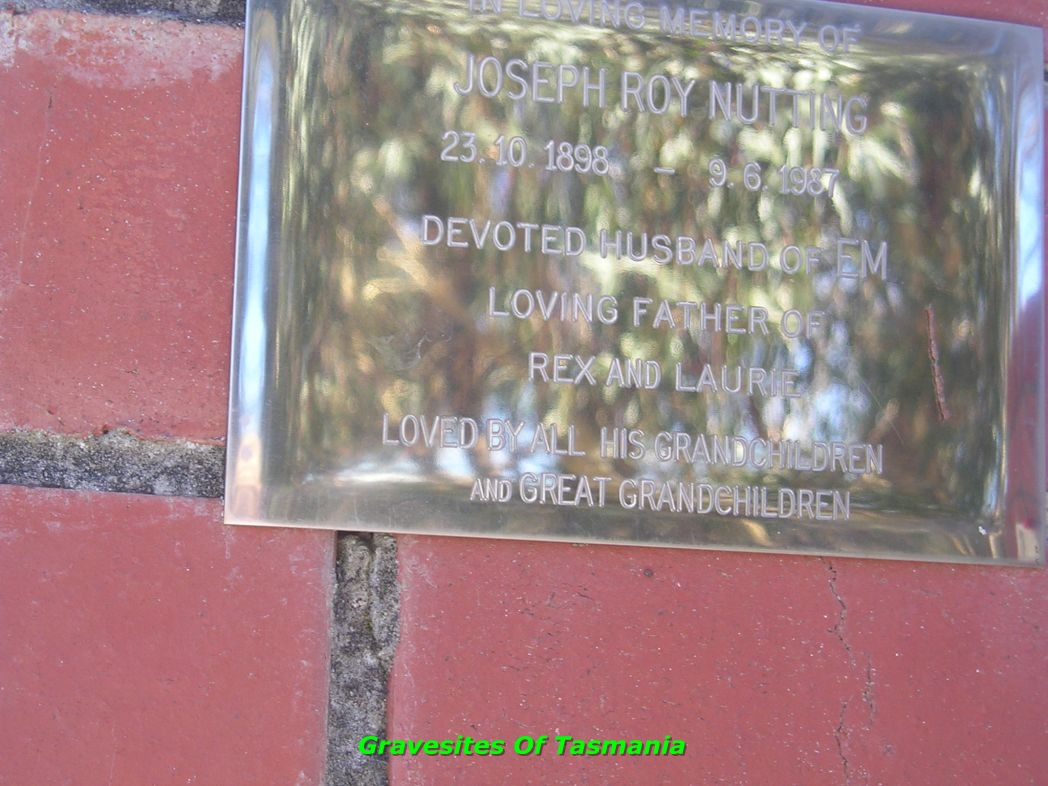 IN LOVING MEMORY OF
JOSEPH ROY NUTTING
23.10.1898 – 9.6.1987
DEVOTED HUSBAND OF EM
LOVING FATHER OF
REX AND LAURIE
LOVED BY ALL HIS GRANDCHILDREN
AND GREAT GRANDCHILDREN
Gravesites Of Tasmania